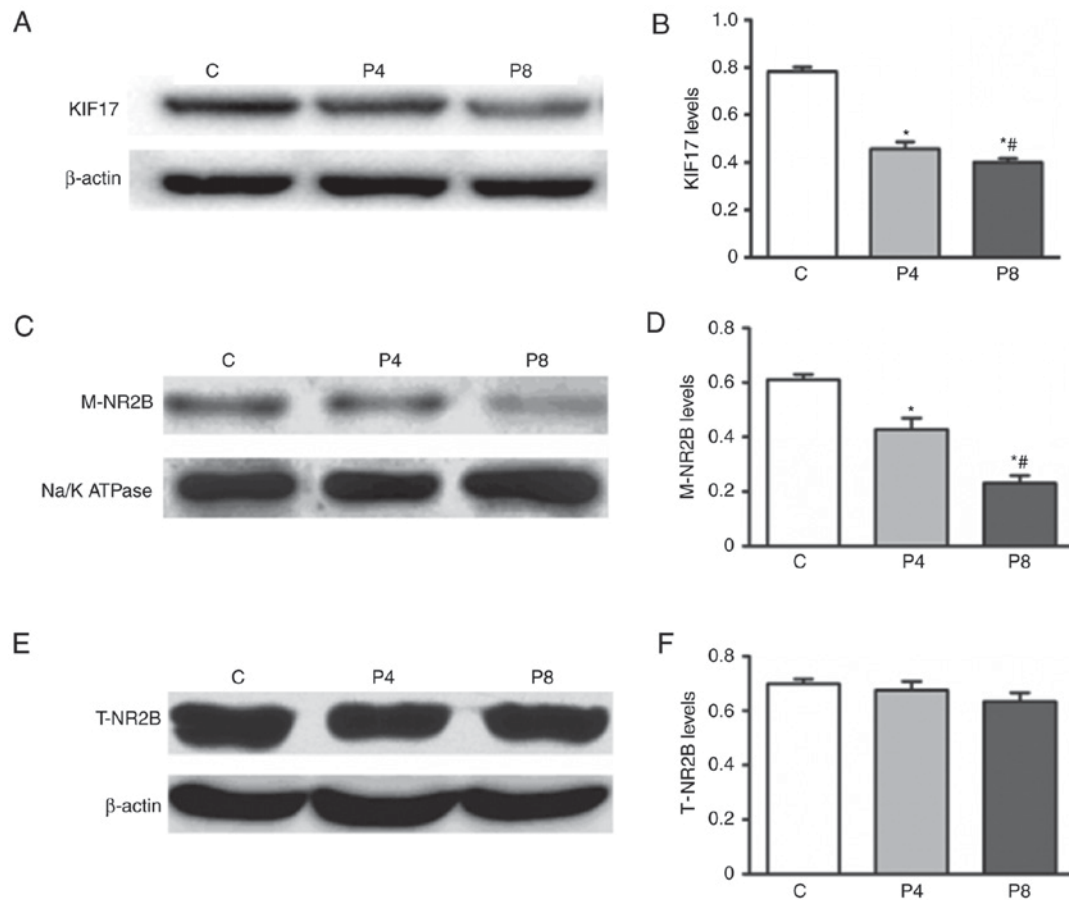 A
C P4 P8
KIF17
β-actin
B
KIF17 levels
1.0
0.8
0.6
0.4
0.2
0
*
*#
C P4 P8
C
C P4 P8
M-NR2B
Na/K ATPase
D
M-NR2B levels
0.8
0.6
0.4
0.2
0
*
*#
C P4 P8
E
C P4 P8
T-NR2B
β-actin
F
T-NR2B levels
0.8
0.6
0.4
0.2
0
C P4 P8